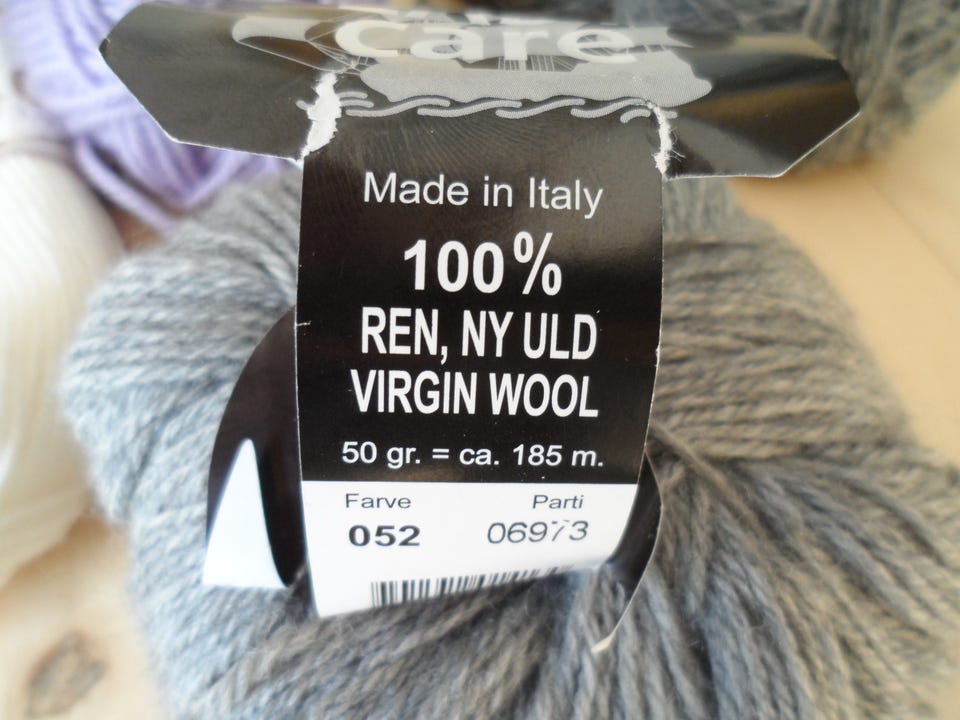 Care
Made in Italy
100%
REN, NY ULD
VIRGIN WOOL
50 gr. = ca. 185 m.
Farve Parti
052 06973